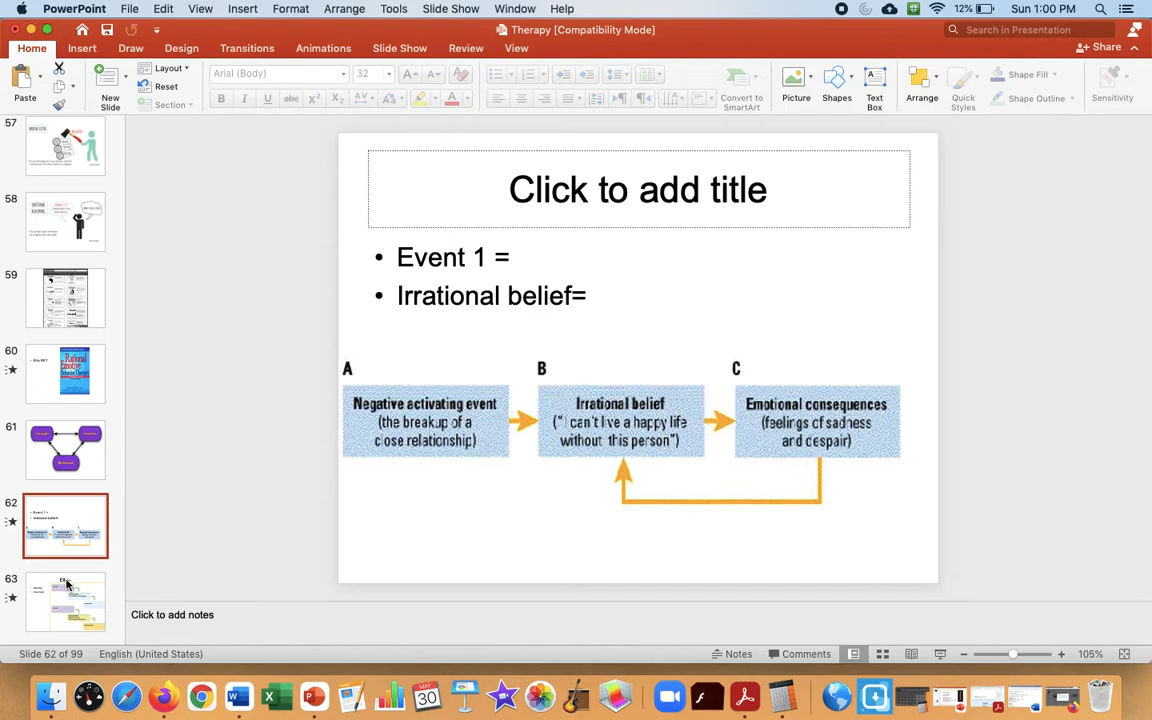 PowerPoint File Edit View Insert Format Arrange Tools Slide Show Window Help 12% Sun 1:00 PM
Therapy [Compatibility Mode] Search in Presentation
Home Insert Draw Design Transitions Animations Slide Show Review View Share
Paste New Slide Layout Reset Section Arial (Body) 32 Convert to SmartArt Picture Shapes Text Box Arrange Quick Styles Shape Fill Shape Outline Sensitivity
57
58
59
60
61
62
63
Click to add title
• Event 1 =
• Irrational belief=
A B C
Negative activating event
(the breakup of a
close relationship)
Irrational belief
("I can't live a happy life
without this person")
Emotional consequences
(feelings of sadness
and despair)
Click to add notes
Slide 62 of 99 English (United States) Notes Comments 105%
MAY
30